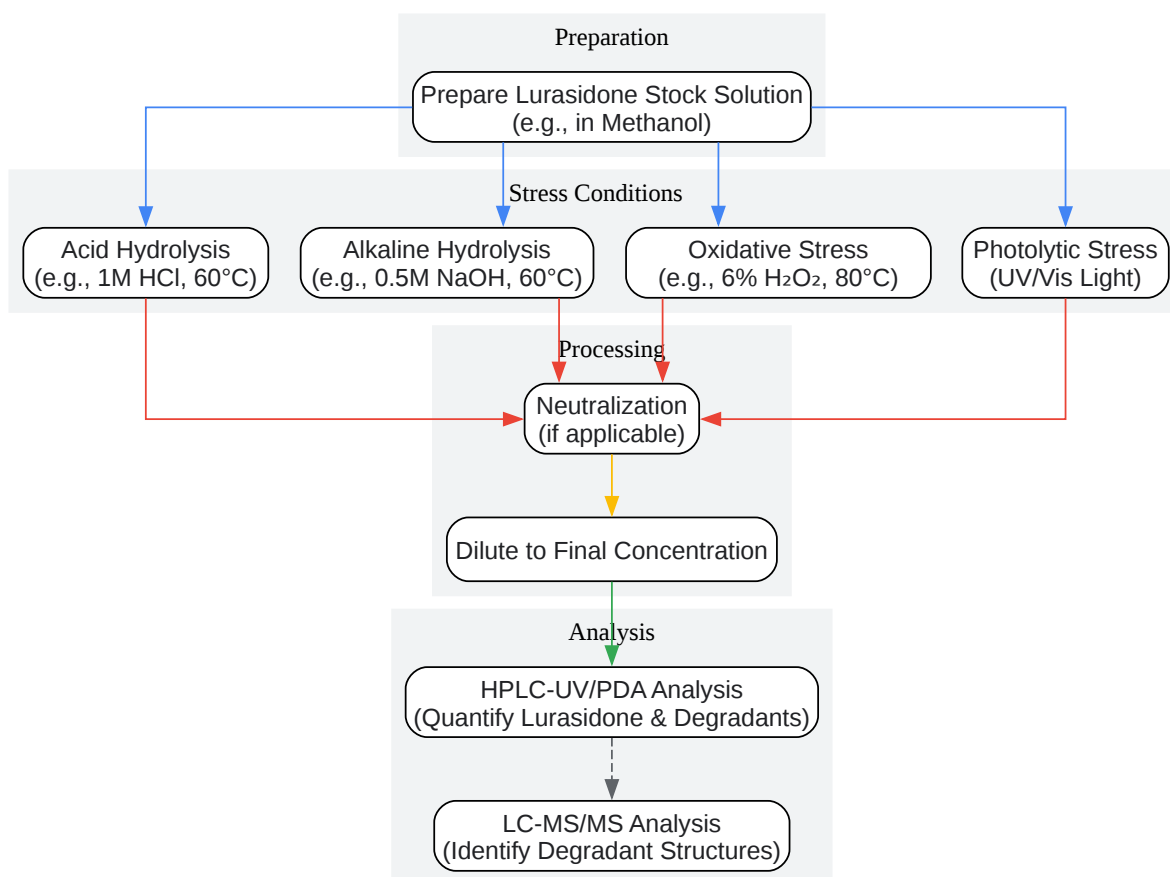 Preparation
Prepare Lurasidone Stock Solution
(e.g., in Methanol)
Stress Conditions
Acid Hydrolysis
(e.g., 1M HCl, 60°C)
Alkaline Hydrolysis
(e.g., 0.5M NaOH, 60°C)
Oxidative Stress
(e.g., 6% H₂O₂, 80°C)
Photolytic Stress
(UV/Vis Light)
Processing
Neutralization
(if applicable)
Dilute to Final Concentration
Analysis
HPLC-UV/PDA Analysis
(Quantify Lurasidone & Degradants)
LC-MS/MS Analysis
(Identify Degradant Structures)